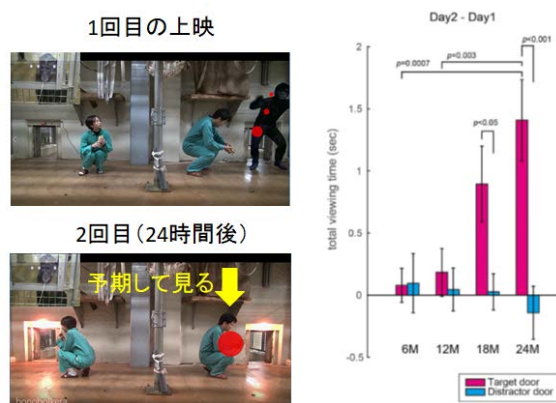 1回目の上映
2回目(24時間後)
予期して見る
Day2 - Day1
p<0.001
p=0.0007
p=0.003
p<0.05
total viewing time (sec)
2
1.5
1
0.5
0
-0.5
6M
12M
18M
24M
Target door
Distractor door